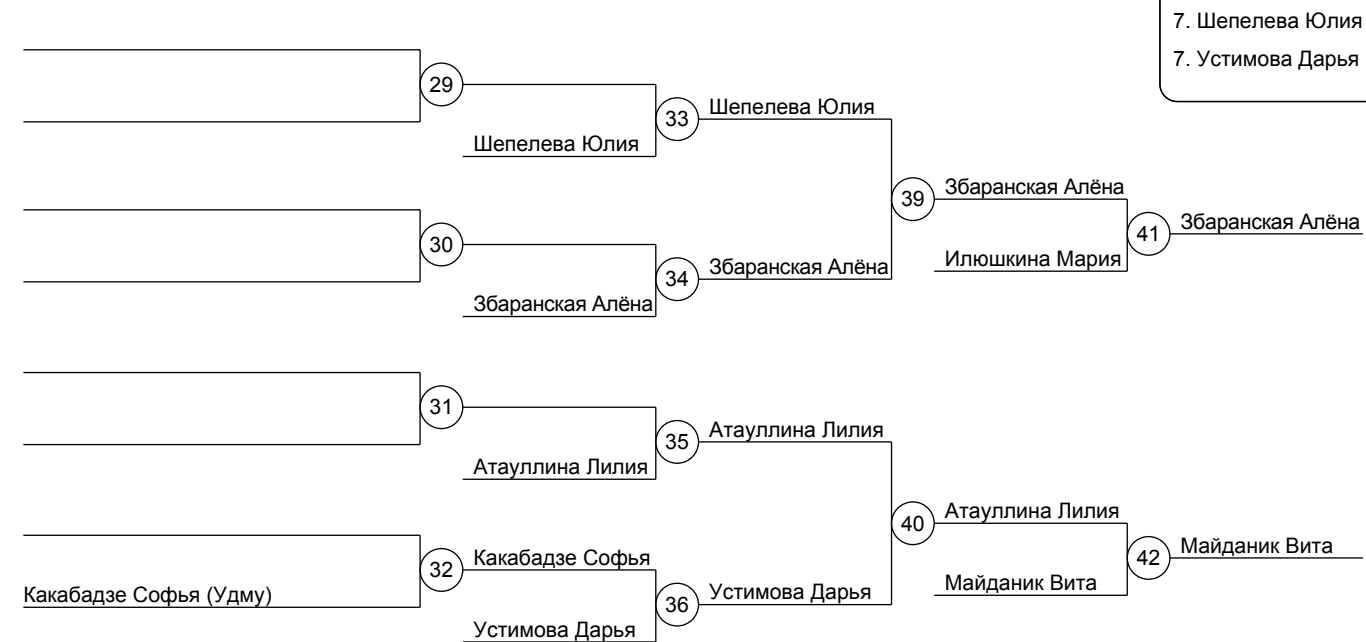 7. Шепелева Юлия
7. Устимова Дарья
29
33
Шепелева Юлия
Шепелева Юлия
39
Збаранская Алёна
41
Збаранская Алёна
30
34
Збаранская Алёна
Илюшкина Мария
Збаранская Алёна
31
35
Атауллина Лилия
Атауллина Лилия
40
Атауллина Лилия
42
Майданик Вита
32
Какабадзе Софья
Майданик Вита
Какабадзе Софья (Удму)
36
Устимова Дарья
Устимова Дарья